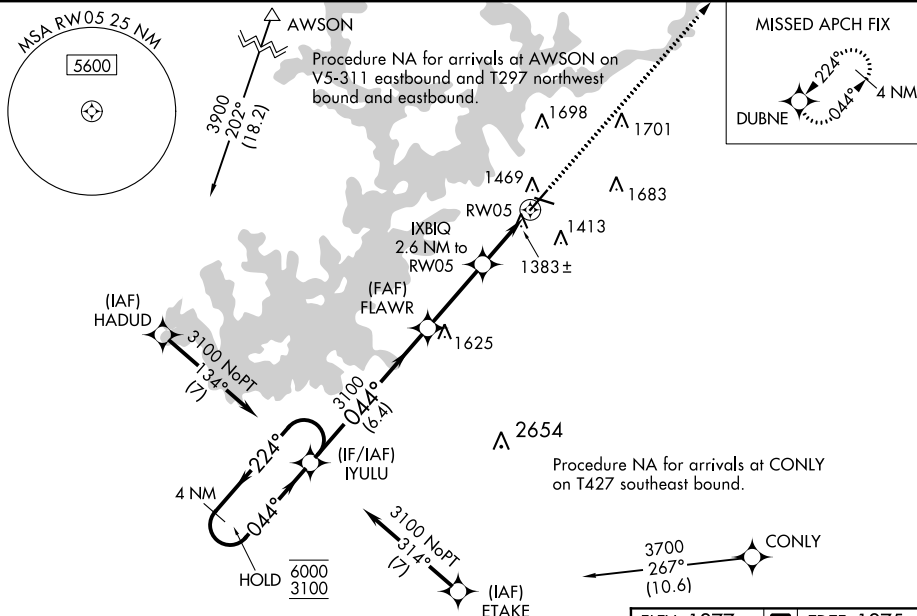 MSA RW05 25 NM
5600
AWSON
3900
202°
(18.2)
Procedure NA for arrivals at AWSON on
V5-311 eastbound and T297 northwest
bound and eastbound.
MISSED APCH FIX
224°
044°
4 NM
DUBNE
1698
1701
1469
1683
RW05
1413
1383±
IXBIQ
2.6 NM to
RW05
(FAF)
FLAWR
1625
(IAF)
HADUD
3100 NoPT
134°
(7)
3100
044°
(6.4)
2654
(IF/IAF)
IYULU
224°
044°
4 NM
HOLD
6000
3100
Procedure NA for arrivals at CONLY
on T427 southeast bound.
3100 NoPT
314°
(7)
(IAF)
ETAKE
CONLY
3700
267°
(10.6)